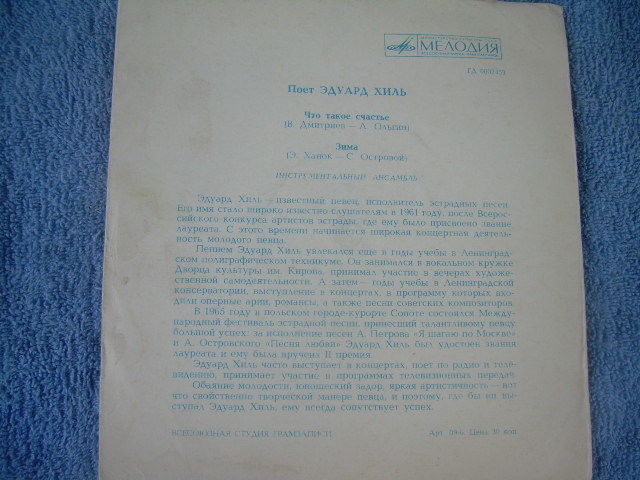 МЕЛОДИЯ
ГД 0002459
Поет ЭДУАРД ХИЛЬ
Что такое счастье
(В. Дмитриев — Л. Ольгин)
Зима
(Э. Ханок — С. Островой)
ИНСТРУМЕНТАЛЬНЫЙ АНСАМБЛЬ
Эдуард Хиль — известный певец, исполнитель эстрадных песен.
Его имя стало широко известно слушателям в 1961 году, после Всерос-
сийского конкурса артистов эстрады, где ему было присвоено звание
лауреата. С этого времени начинается широкая концертная деятель-
ность молодого певца.
Пением Эдуард Хиль увлекался еще в годы учебы в Ленинград-
ском полиграфическом техникуме. Он занимался в вокальном кружке
Дворца культуры им. Кирова, принимал участие в вечерах художе-
ственной самодеятельности. А затем — годы учебы в Ленинградской
консерватории, выступление в концертах, в программу которых вхо-
дили оперные арии, романсы, а также песни советских композиторов.
В 1965 году в польском городе-курорте Сопоте состоялся Между-
народный фестиваль эстрадной песни, принесший талантливому певцу
большой успех: за исполнение песен А. Петрова «Я шагаю по Москве»
и А. Островского «Песня любви» Эдуард Хиль был удостоен звания
лауреата и ему была вручена II премия.
Эдуард Хиль часто выступает в концертах, поет по радио и теле-
видению, принимает участие в программах телевизионных передач.
Обаяние молодости, юношеский задор, яркая артистичность — вот
что свойственно творческой манере певца, и поэтому, где бы ни вы-
ступал Эдуард Хиль, ему всегда сопутствует успех.
ВСЕСО�юЗНАЯ СТУДИЯ ГРАМЗАПИСИ
Арт. Цена 30 коп.